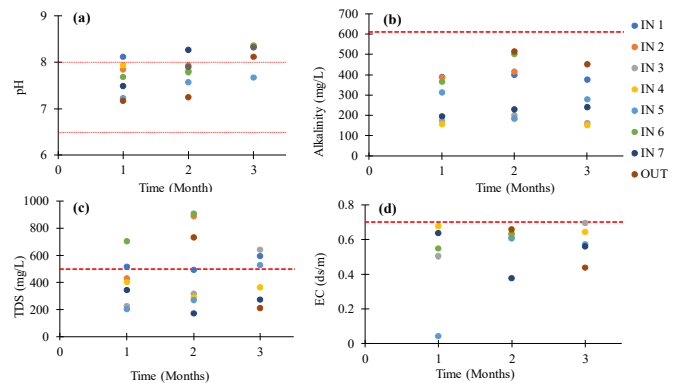 (a)
9
8
7
6
0
1
2
3
pH
Time (Month)
(b)
700
600
500
400
300
200
100
0
0
1
2
3
Alkalinity (mg/L)
Time (Months)
IN 1
IN 2
IN 3
IN 4
IN 5
IN 6
IN 7
OUT
(c)
1000
800
600
400
200
0
0
1
2
3
TDS (mg/L)
Time (Month)
(d)
0.8
0.6
0.4
0.2
0
0
1
2
3
EC (ds/m)
Time (Months)